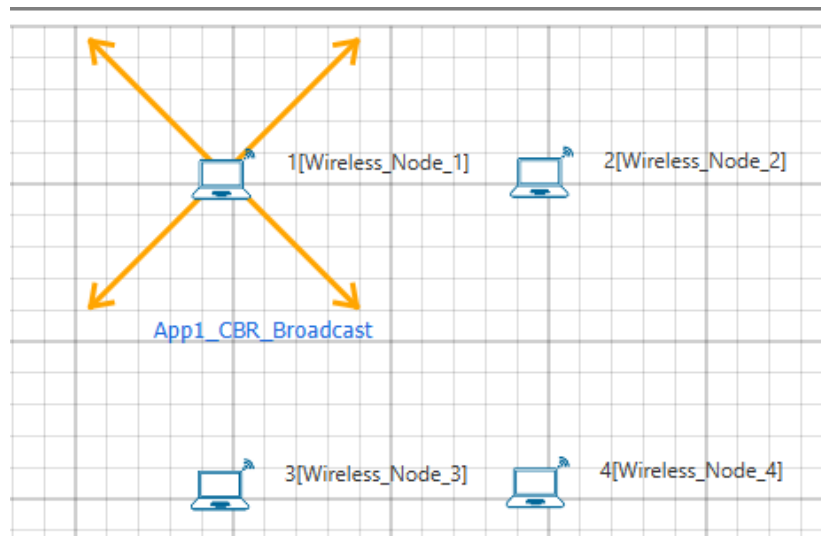 1[Wireless_Node_1]
2[Wireless_Node_2]
App1_CBR_Broadcast
3[Wireless_Node_3]
4[Wireless_Node_4]